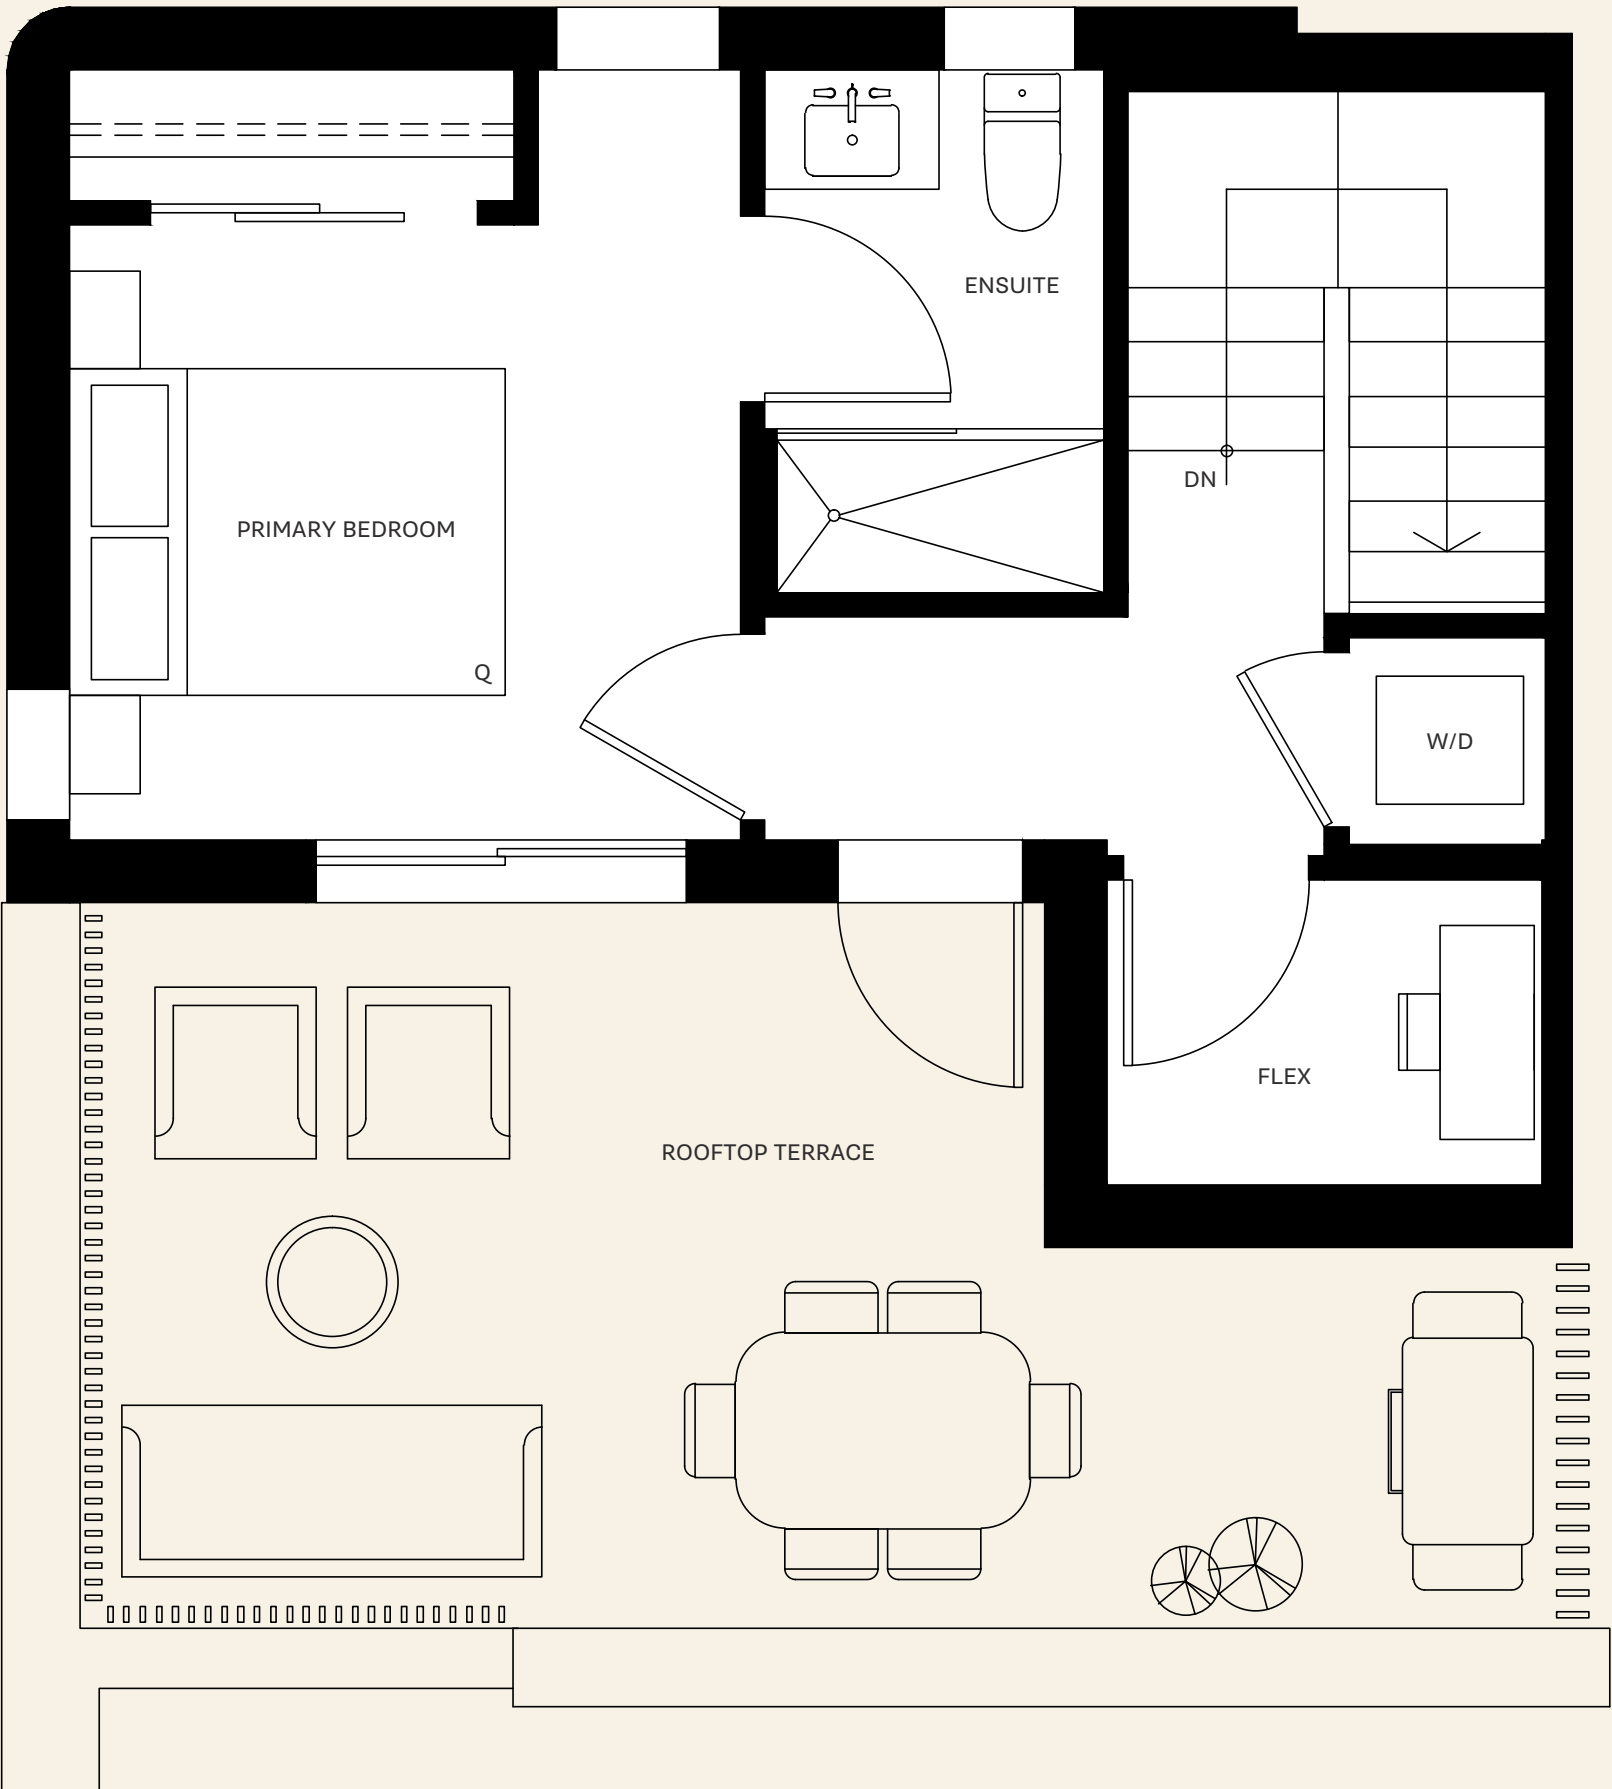 ENSUITE
DN
PRIMARY BEDROOM
Q
W/D
FLEX
ROOFTOP TERRACE